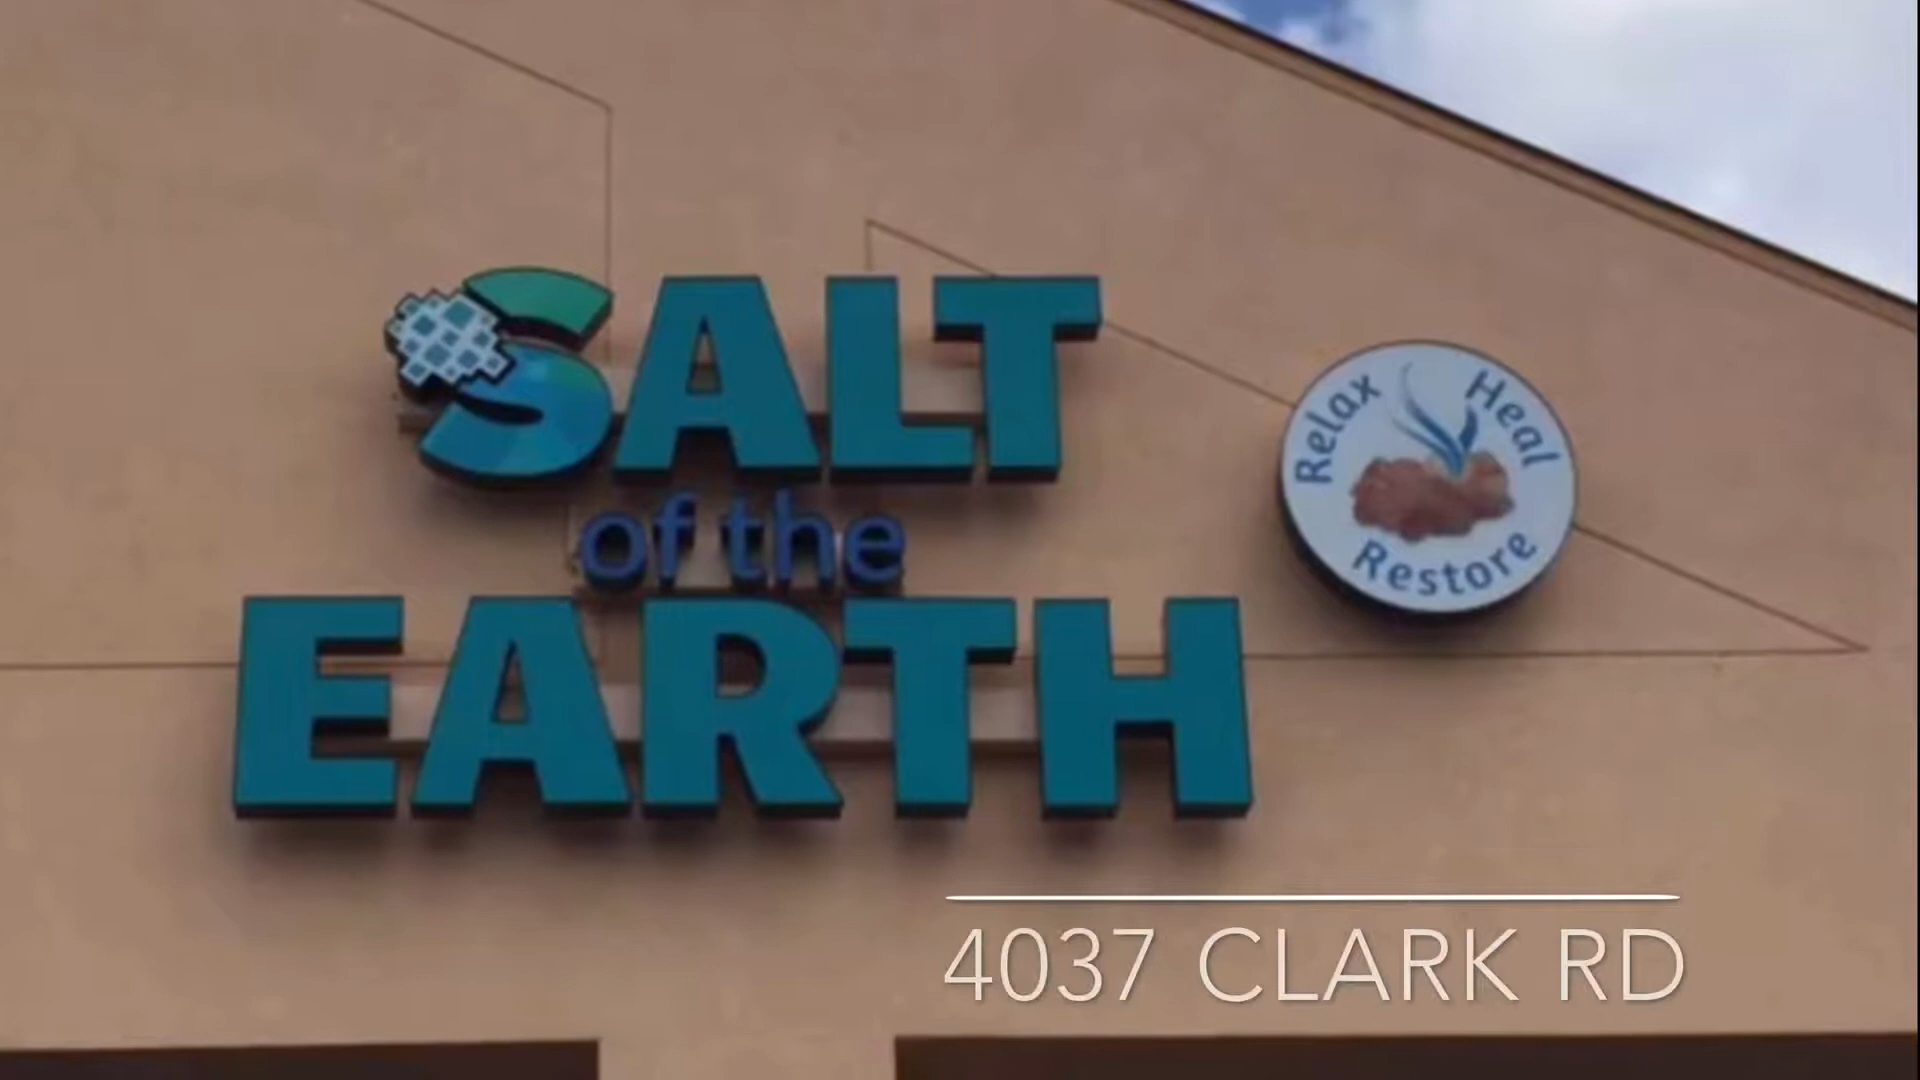 SALT
of the
EARTH
Relax Heal
Restore
4037 CLARK RD